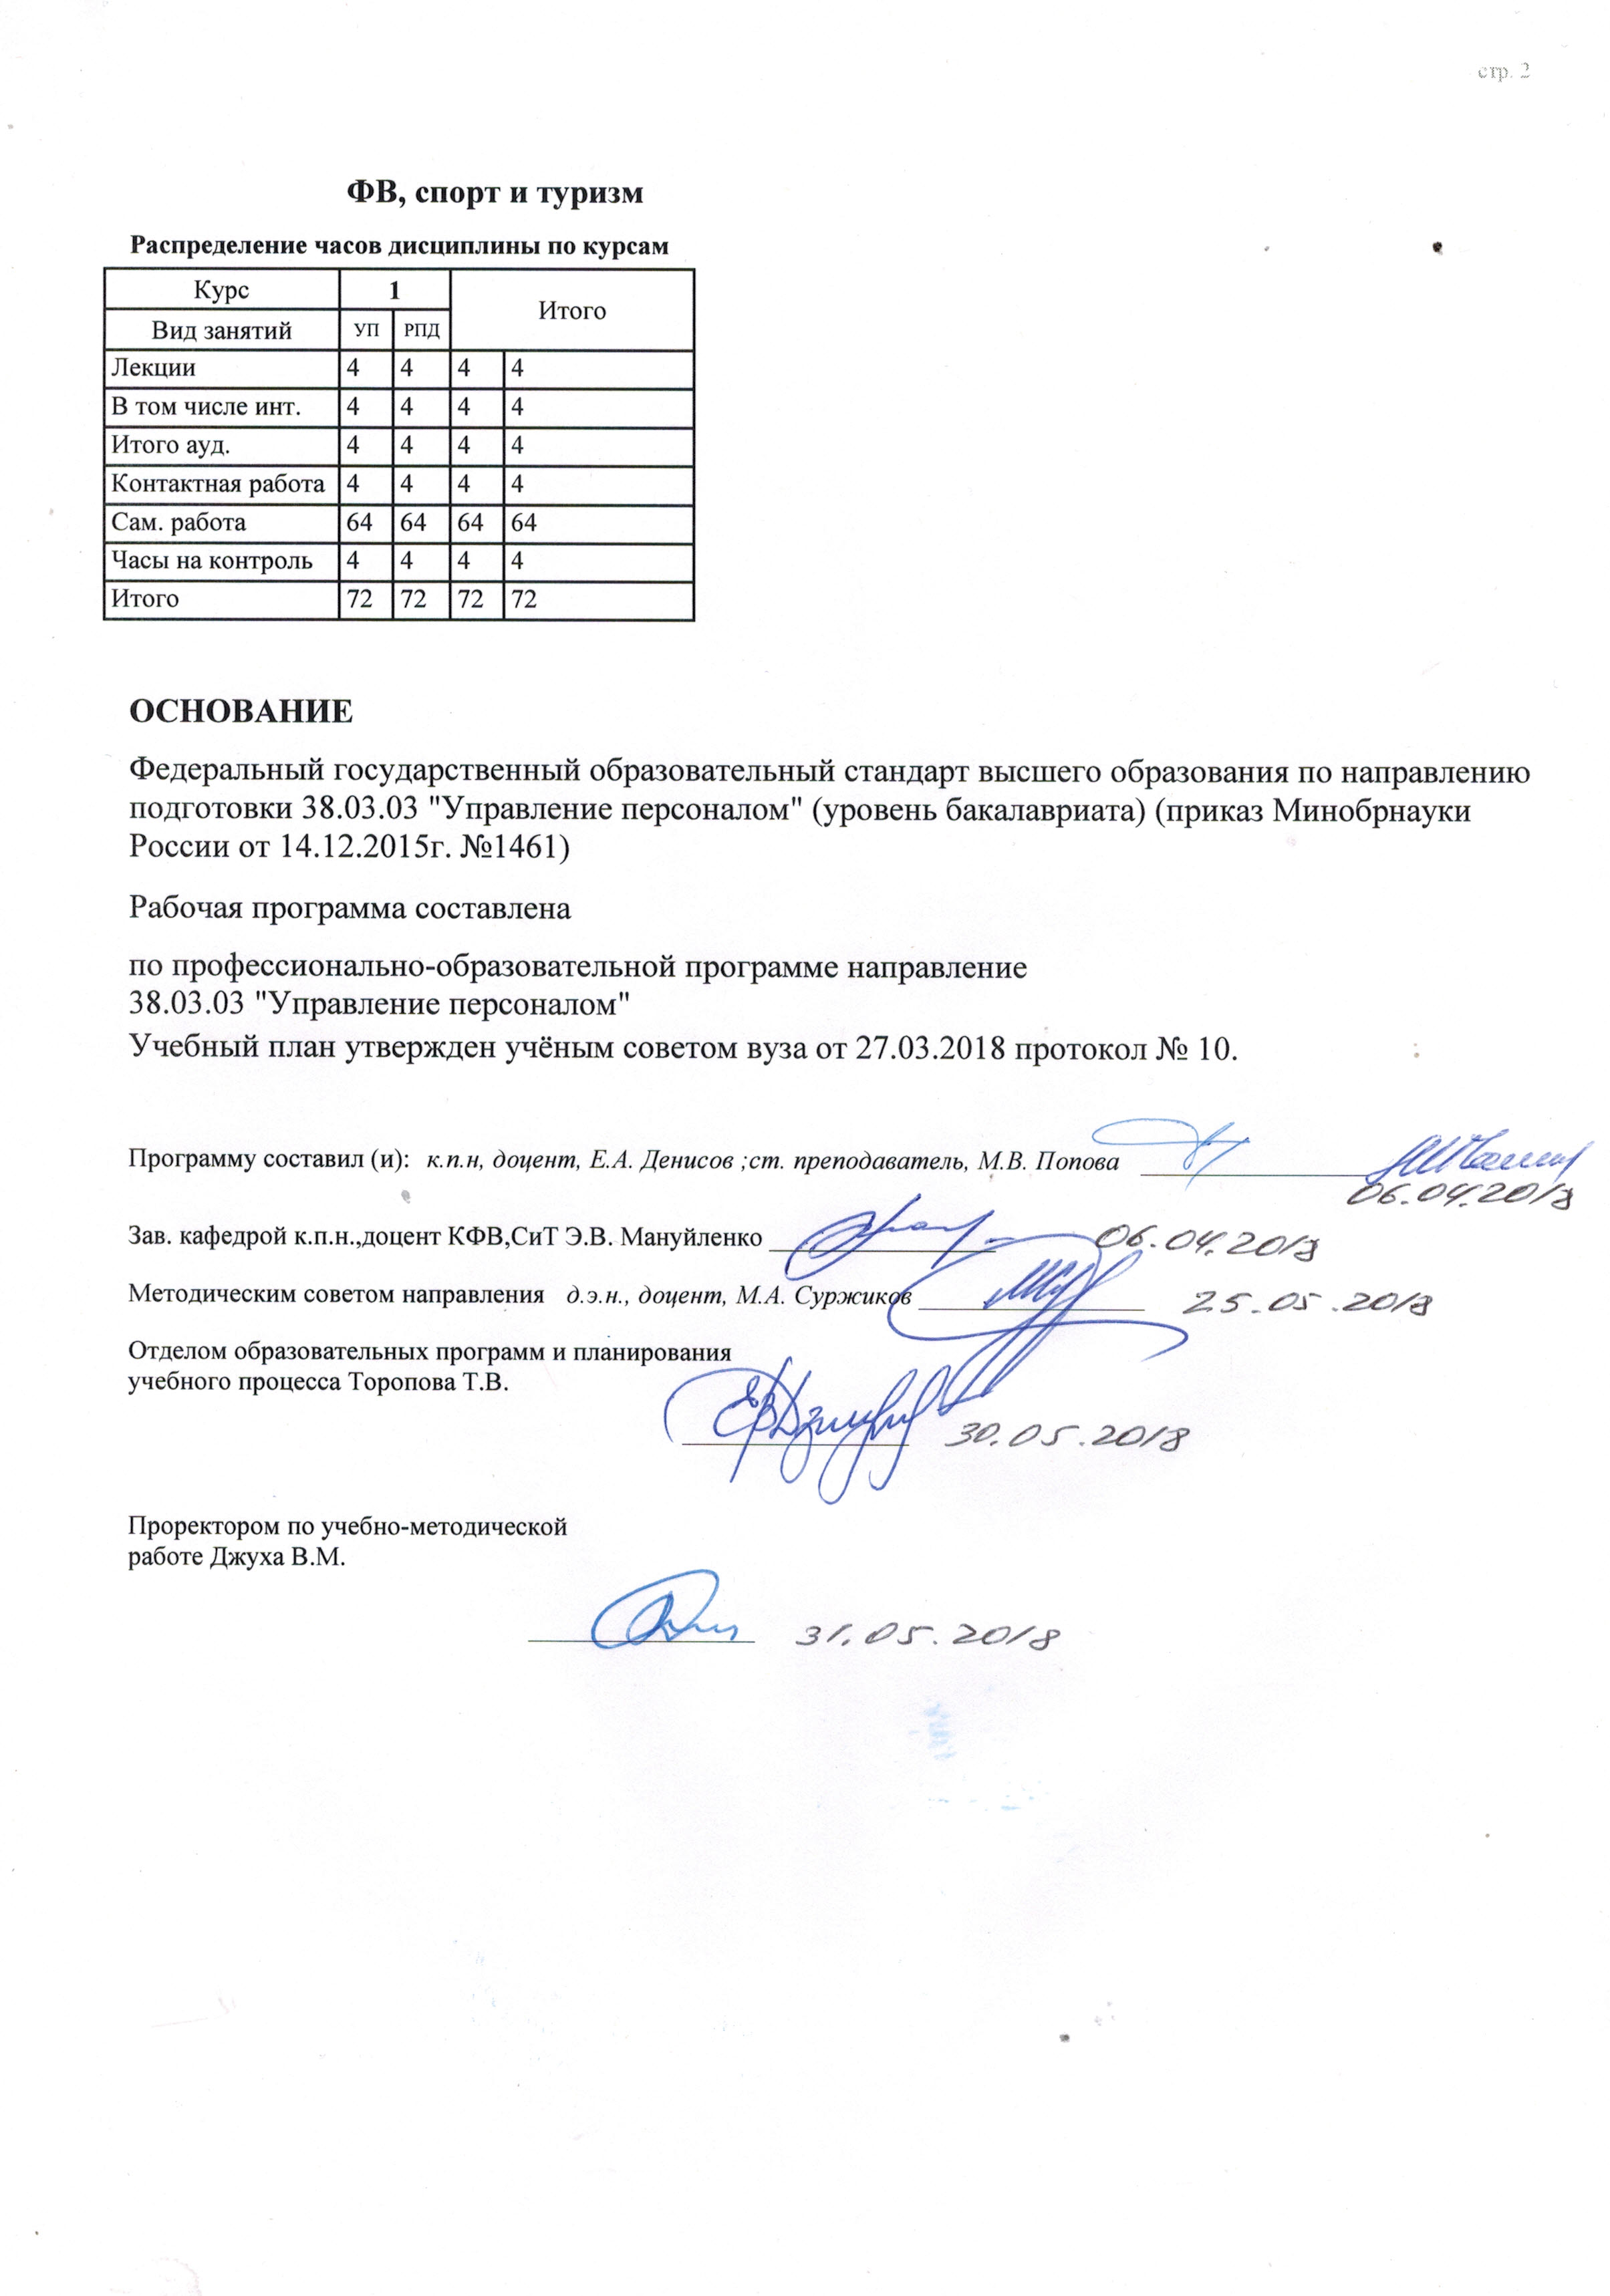 стр. 2
ФВ, спорт и туризм
Распределение часов дисциплины по курсам
Курс 1 Итого
Вид занятий УП РПД
Лекции 4 4 4 4
В том числе инт. 4 4 4 4
Итого ауд. 4 4 4 4
Контактная работа 4 4 4 4
Сам. работа 64 64 64 64
Часы на контроль 4 4 4 4
Итого 72 72 72 72
ОСНОВАНИЕ
Федеральный государственный образовательный стандарт высшего образования по направлению
подготовки 38.03.03 "Управление персоналом" (уровень бакалавриата) (приказ Минобрнауки
России от 14.12.2015г. №1461)
Рабочая программа составлена
по профессионально-образовательной программе направление
38.03.03 "Управление персоналом"
Учебный план утвержден учёным советом вуза от 27.03.2018 протокол № 10.
Программу составил (и): к.п.н, доцент, Е.А. Денисов ;ст. преподаватель, М.В. Попова
06.04.2018
Зав. кафедрой к.п.н.,доцент КФВ,СиТ Э.В. Мануйленко 06.04.2018
Методическим советом направления д.э.н., доцент, М.А. Суржиков 25.05.2018
Отделом образовательных программ и планирования
учебного процесса Торопова Т.В.
30.05.2018
Проректором по учебно-методической
работе Джуха В.М.
31.05.2018